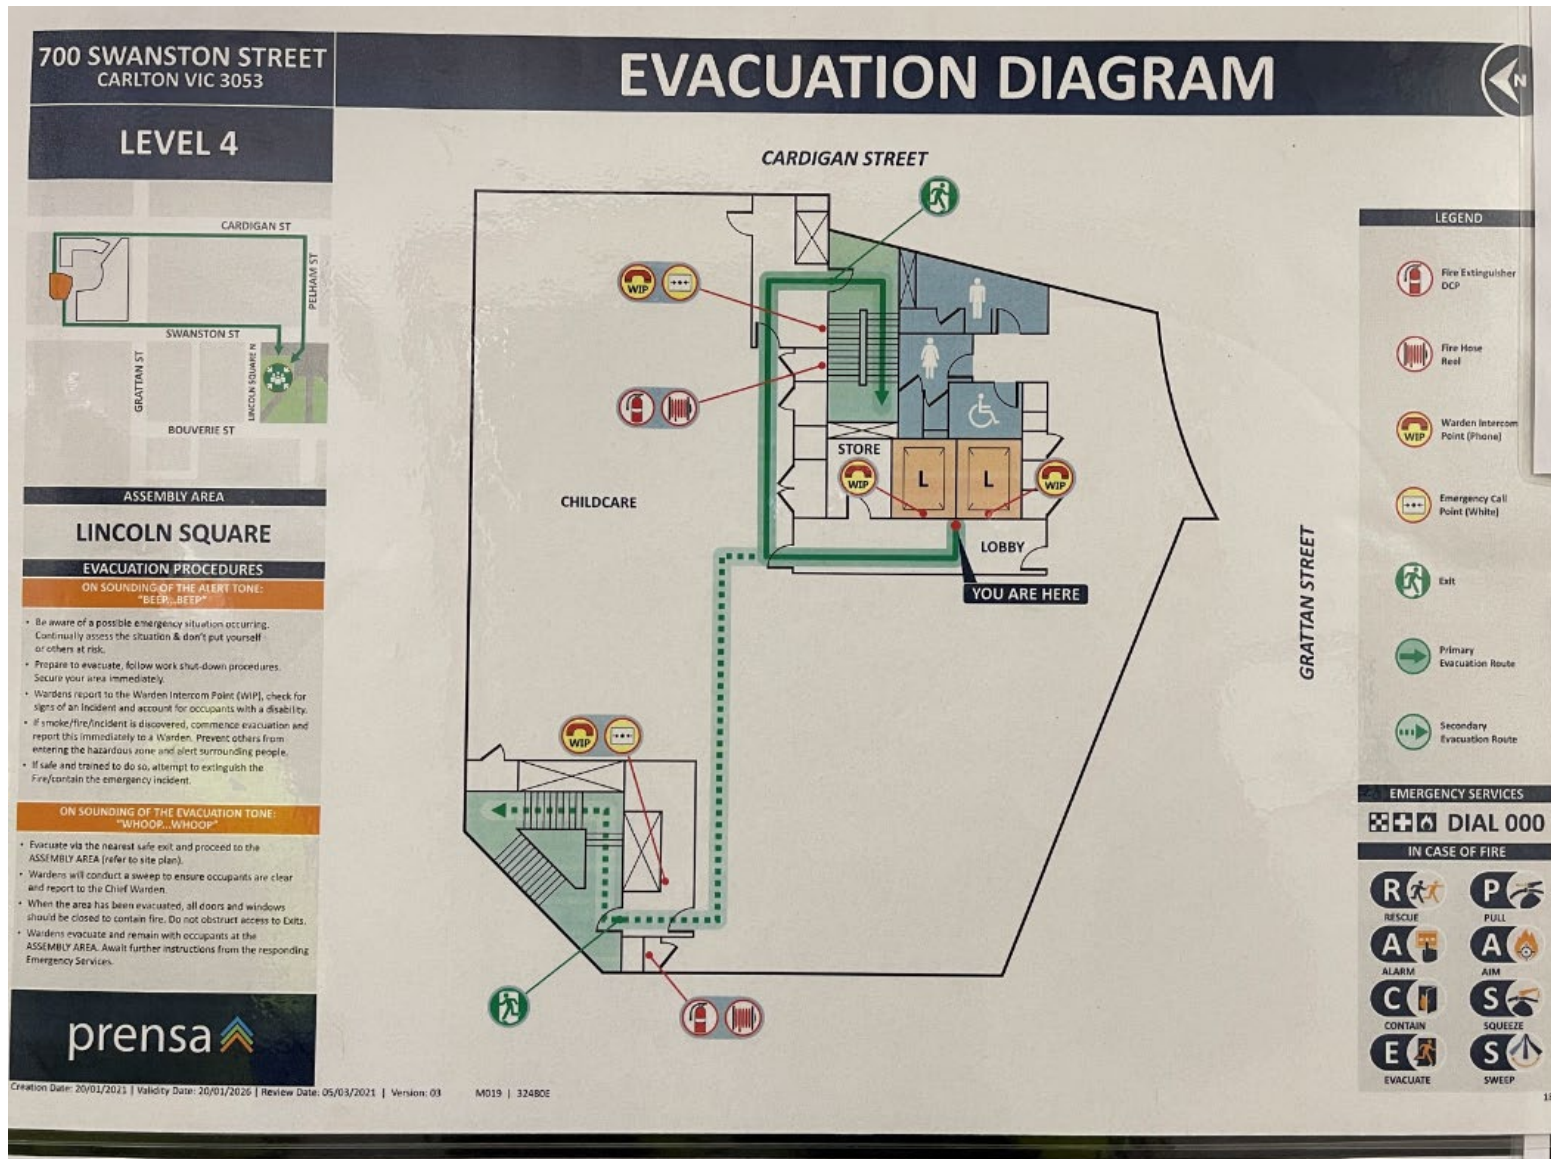 700 SWANSTON STREET
CARLTON VIC 3053
EVACUATION DIAGRAM
N
LEVEL 4
CARDIGAN ST
PELHAM ST
SWANSTON ST
GRATTAN ST
LINCOLN SQUARE N
BOUVERIE ST
ASSEMBLY AREA
LINCOLN SQUARE
EVACUATION PROCEDURES
ON SOUNDING OF THE ALERT TONE:
"BEEP...BEEP"
• Be aware of a possible emergency situation occurring.
Continually assess the situation & don't put yourself
or others at risk.
• Prepare to evacuate, follow work shut-down procedures.
Secure your area immediately.
• Wardens report to the Warden Intercom Point (WIP), check for
signs of an incident and account for occupants with a disability.
• If smoke/fire/incident is discovered, commence evacuation and
report this immediately to a Warden. Prevent others from
entering the hazardous zone and alert surrounding people.
• If safe and trained to do so, attempt to extinguish the
Fire/contain the emergency incident.
ON SOUNDING OF THE EVACUATION TONE:
"WHOOP...WHOOP"
• Evacuate via the nearest safe exit and proceed to the
ASSEMBLY AREA (refer to site plan).
• Wardens will conduct a sweep to ensure occupants are clear
and report to the Chief Warden.
• When the area has been evacuated, all doors and windows
should be closed to contain fire. Do not obstruct access to Exits.
• Wardens evacuate and remain with occupants at the
ASSEMBLY AREA. Await further instructions from the responding
Emergency Services.
prensa
Creation Date: 20/01/2021 | Validity Date: 20/01/2026 | Review Date: 05/03/2021 | Version: 03 M019 | 32480E
CARDIGAN STREET
WIP
STORE
WIP
L
L
WIP
CHILDCARE
LOBBY
YOU ARE HERE
GRATTAN STREET
WIP
LEGEND
Fire Extinguisher
DCP
Fire Hose
Reel
WIP
Warden Intercom
Point (Phone)
Emergency Call
Point (White)
Exit
Primary
Evacuation Route
Secondary
Evacuation Route
EMERGENCY SERVICES
DIAL 000
IN CASE OF FIRE
R P
RESCUE PULL
A A
ALARM AIM
C S
CONTAIN SQUEEZE
E S
EVACUATE SWEEP